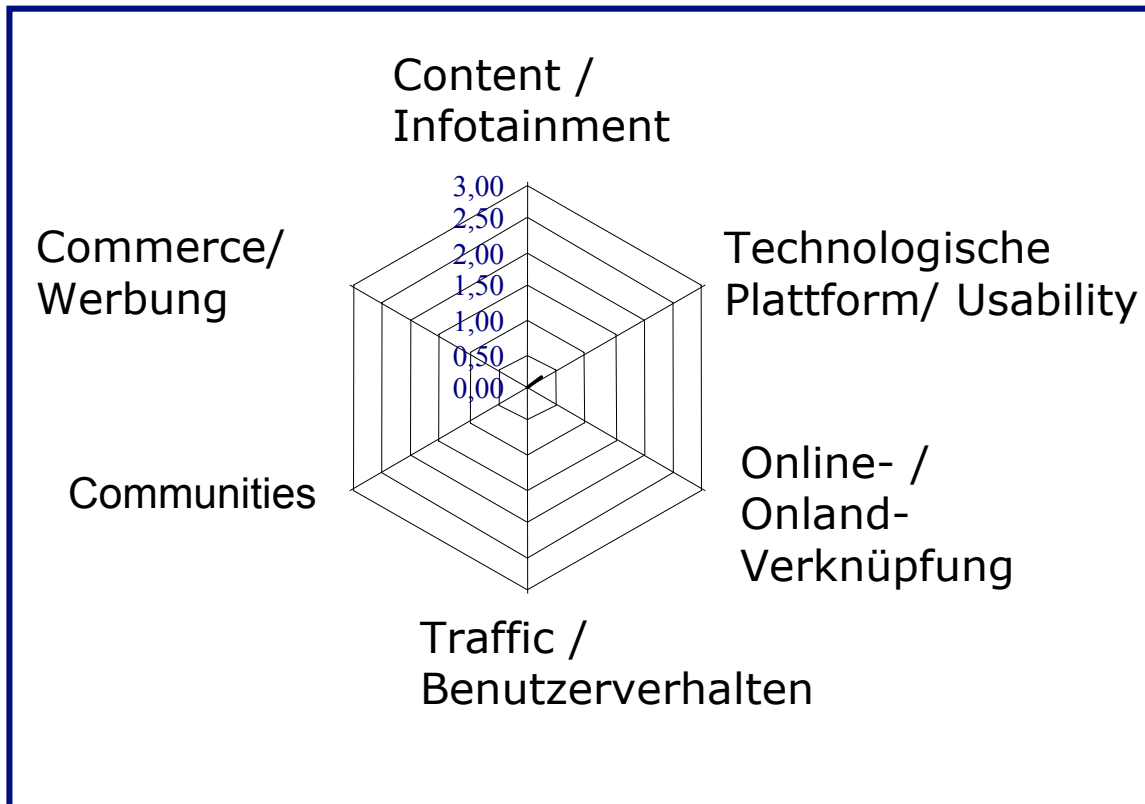 Content /
Infotainment
3,00
2,50
2,00
1,50
1,00
0,50
0,00
Commerce/
Werbung
Technologische
Plattform/ Usability
Communities
Online- /
Onland-
Verknüpfung
Traffic /
Benutzerverhalten